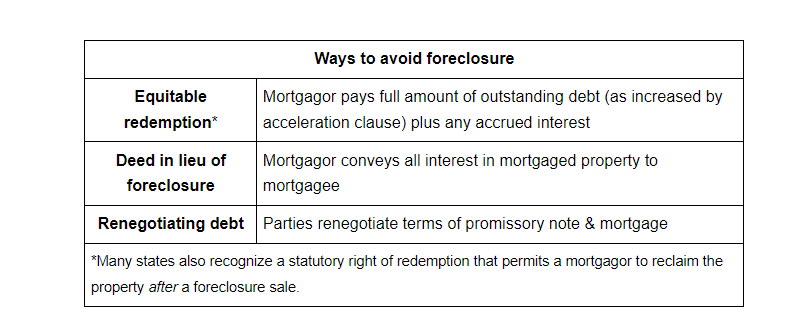 Ways to avoid foreclosure
Equitable
redemption*
Mortgagor pays full amount of outstanding debt (as increased by
acceleration clause) plus any accrued interest
Deed in lieu of
foreclosure
Mortgagor conveys all interest in mortgaged property to
mortgagee
Renegotiating debt
Parties renegotiate terms of promissory note & mortgage
*Many states also recognize a statutory right of redemption that permits a mortgagor to reclaim the
property after a foreclosure sale.